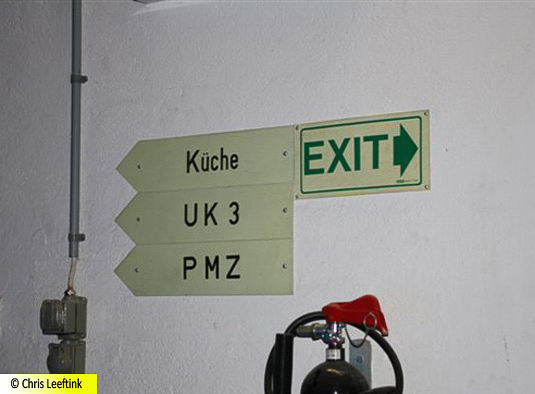 Küche
EXIT
UK 3
PMZ
© Chris Leeftink